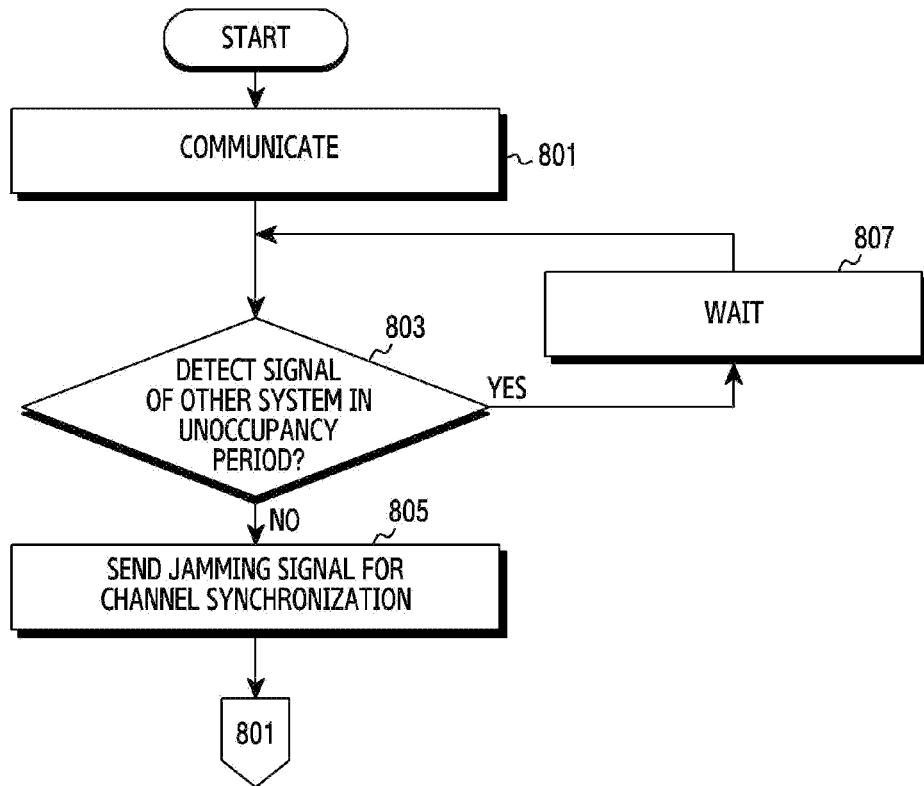 START
COMMUNICATE
801
807
WAIT
803
DETECT SIGNAL
OF OTHER SYSTEM IN
UNOCCUPANCY
PERIOD?
YES
NO
805
SEND JAMMING SIGNAL FOR
CHANNEL SYNCHRONIZATION
801